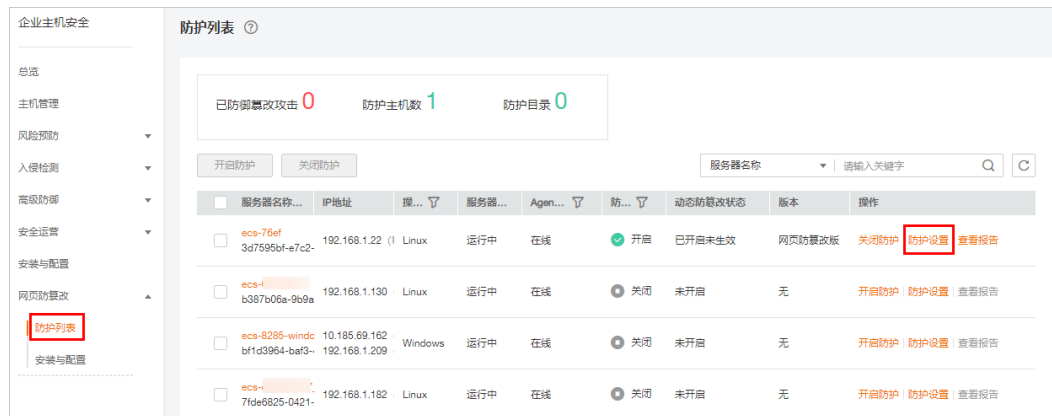 企业主机安全
总览
主机管理
风险预防
入侵检测
高级防御
安全运营
安装与配置
网页防篡改
防护列表
安装与配置
防护列表
已防御篡改攻击 0 防护主机数 1 防护目录 0
开启防护 关闭防护 服务器名称 请输入关键字
服务器名称... IP地址 操... 服务器... Agen... 防... 动态防篡改状态 版本 操作
ecs-76ef
3d7595bf-e7c2- 192.168.1.22 Linux 运行中 在线 开启 已开启未生效 网页防篡改版 关闭防护 防护设置 查看报告
ecs-
b387b06a-9b9a 192.168.1.130 Linux 运行中 在线 关闭 未开启 无 开启防护 防护设置 查看报告
ecs-8285-windo 10.185.69.162
bf1d3964-baf3- 192.168.1.209 Windows 运行中 在线 关闭 未开启 无 开启防护 防护设置 查看报告
ecs-
7fde6825-0421- 192.168.1.182 Linux 运行中 在线 关闭 未开启 无 开启防护 防护设置 查看报告